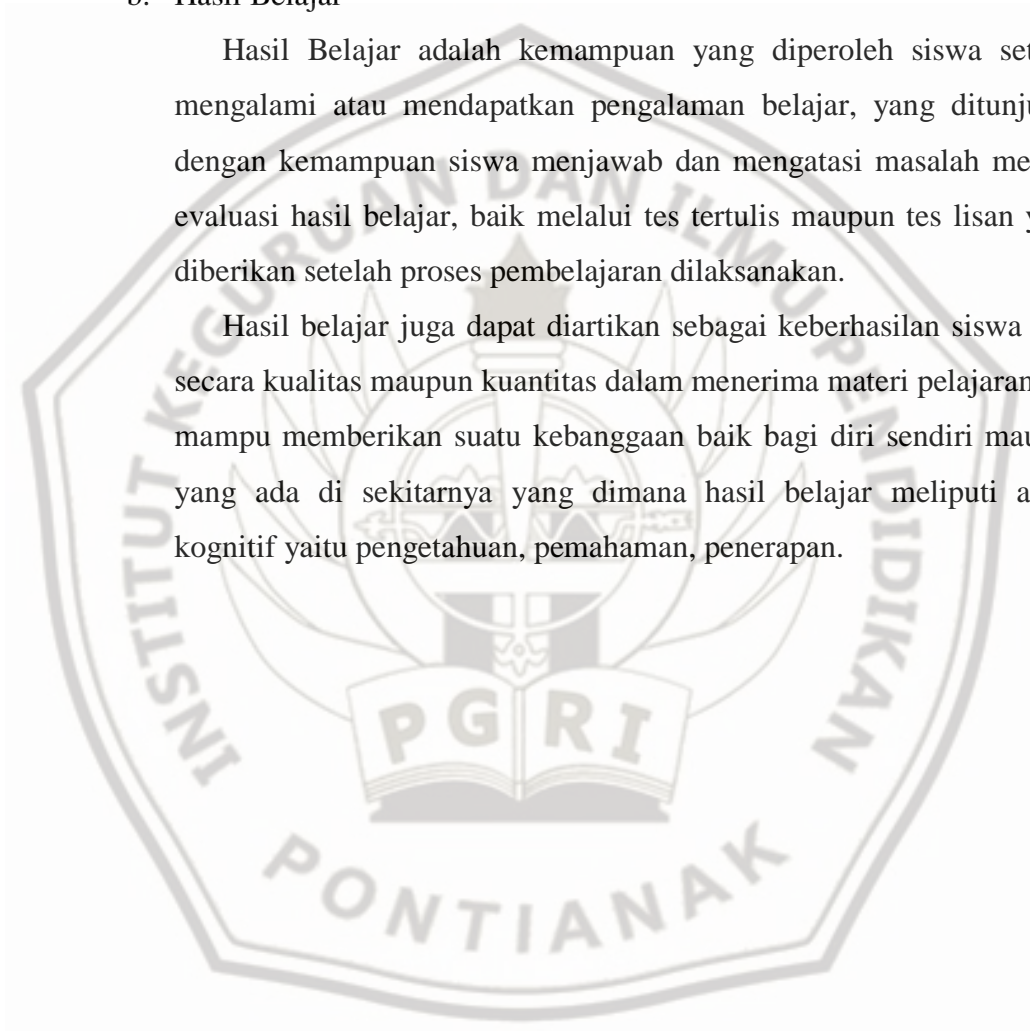 b. Hasil Belajar
Hasil Belajar adalah kemampuan yang diperoleh siswa
mengalami atau mendapatkan pengalaman belajar, yang
dengan kemampuan siswa menjawab dan mengatasi masalah
evaluasi hasil belajar, baik melalui tes tertulis maupun tes lisan
diberikan setelah proses pembelajaran dilaksanakan.
Hasil belajar juga dapat diartikan sebagai keberhasilan siswa
secara kualitas maupun kuantitas dalam menerima materi pelajaran
mampu memberikan suatu kebanggaan baik bagi diri sendiri
yang ada di sekitarnya yang dimana hasil belajar meliputi
kognitif yaitu pengetahuan, pemahaman, penerapan.
INSTITUT KEGURUAN DAN ILMU PENDIDIKAN
PGRI
PONTIANAK